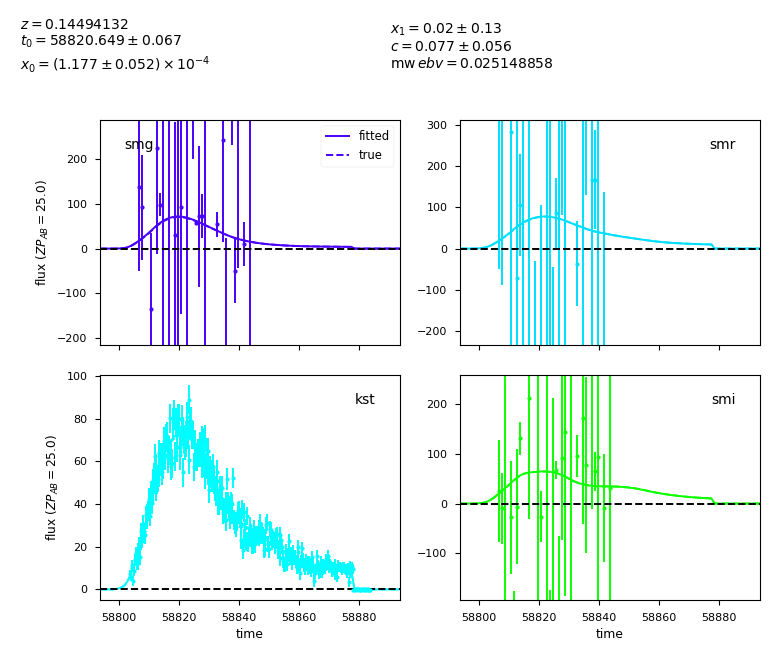 z = 0.14494132
t₀ = 58820.649 ± 0.067
x₀ = (1.177 ± 0.052) × 10⁻⁴
x₁ = 0.02 ± 0.13
c = 0.077 ± 0.056
mw ebv = 0.025148858
smg
fitted
true
200
100
0
−100
−200
flux (ZP_AB = 25.0)
smr
300
200
100
0
−100
−200
kst
100
80
60
40
20
0
flux (ZP_AB = 25.0)
58800 58820 58840 58860 58880
time
smi
200
100
0
−100
58800 58820 58840 58860 58880
time